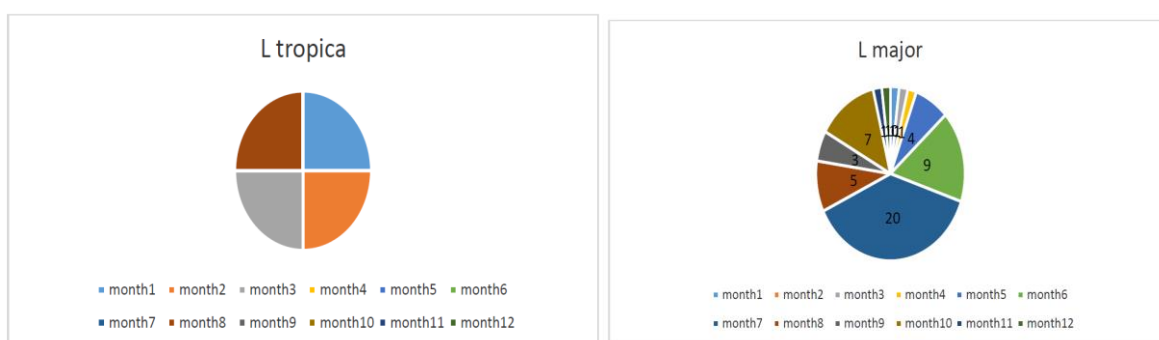 L tropica
month1 month2 month3 month4 month5 month6
month7 month8 month9 month10 month11 month12
L major
4
9
20
5
3
7
month1 month2 month3 month4 month5 month6
month7 month8 month9 month10 month11 month12